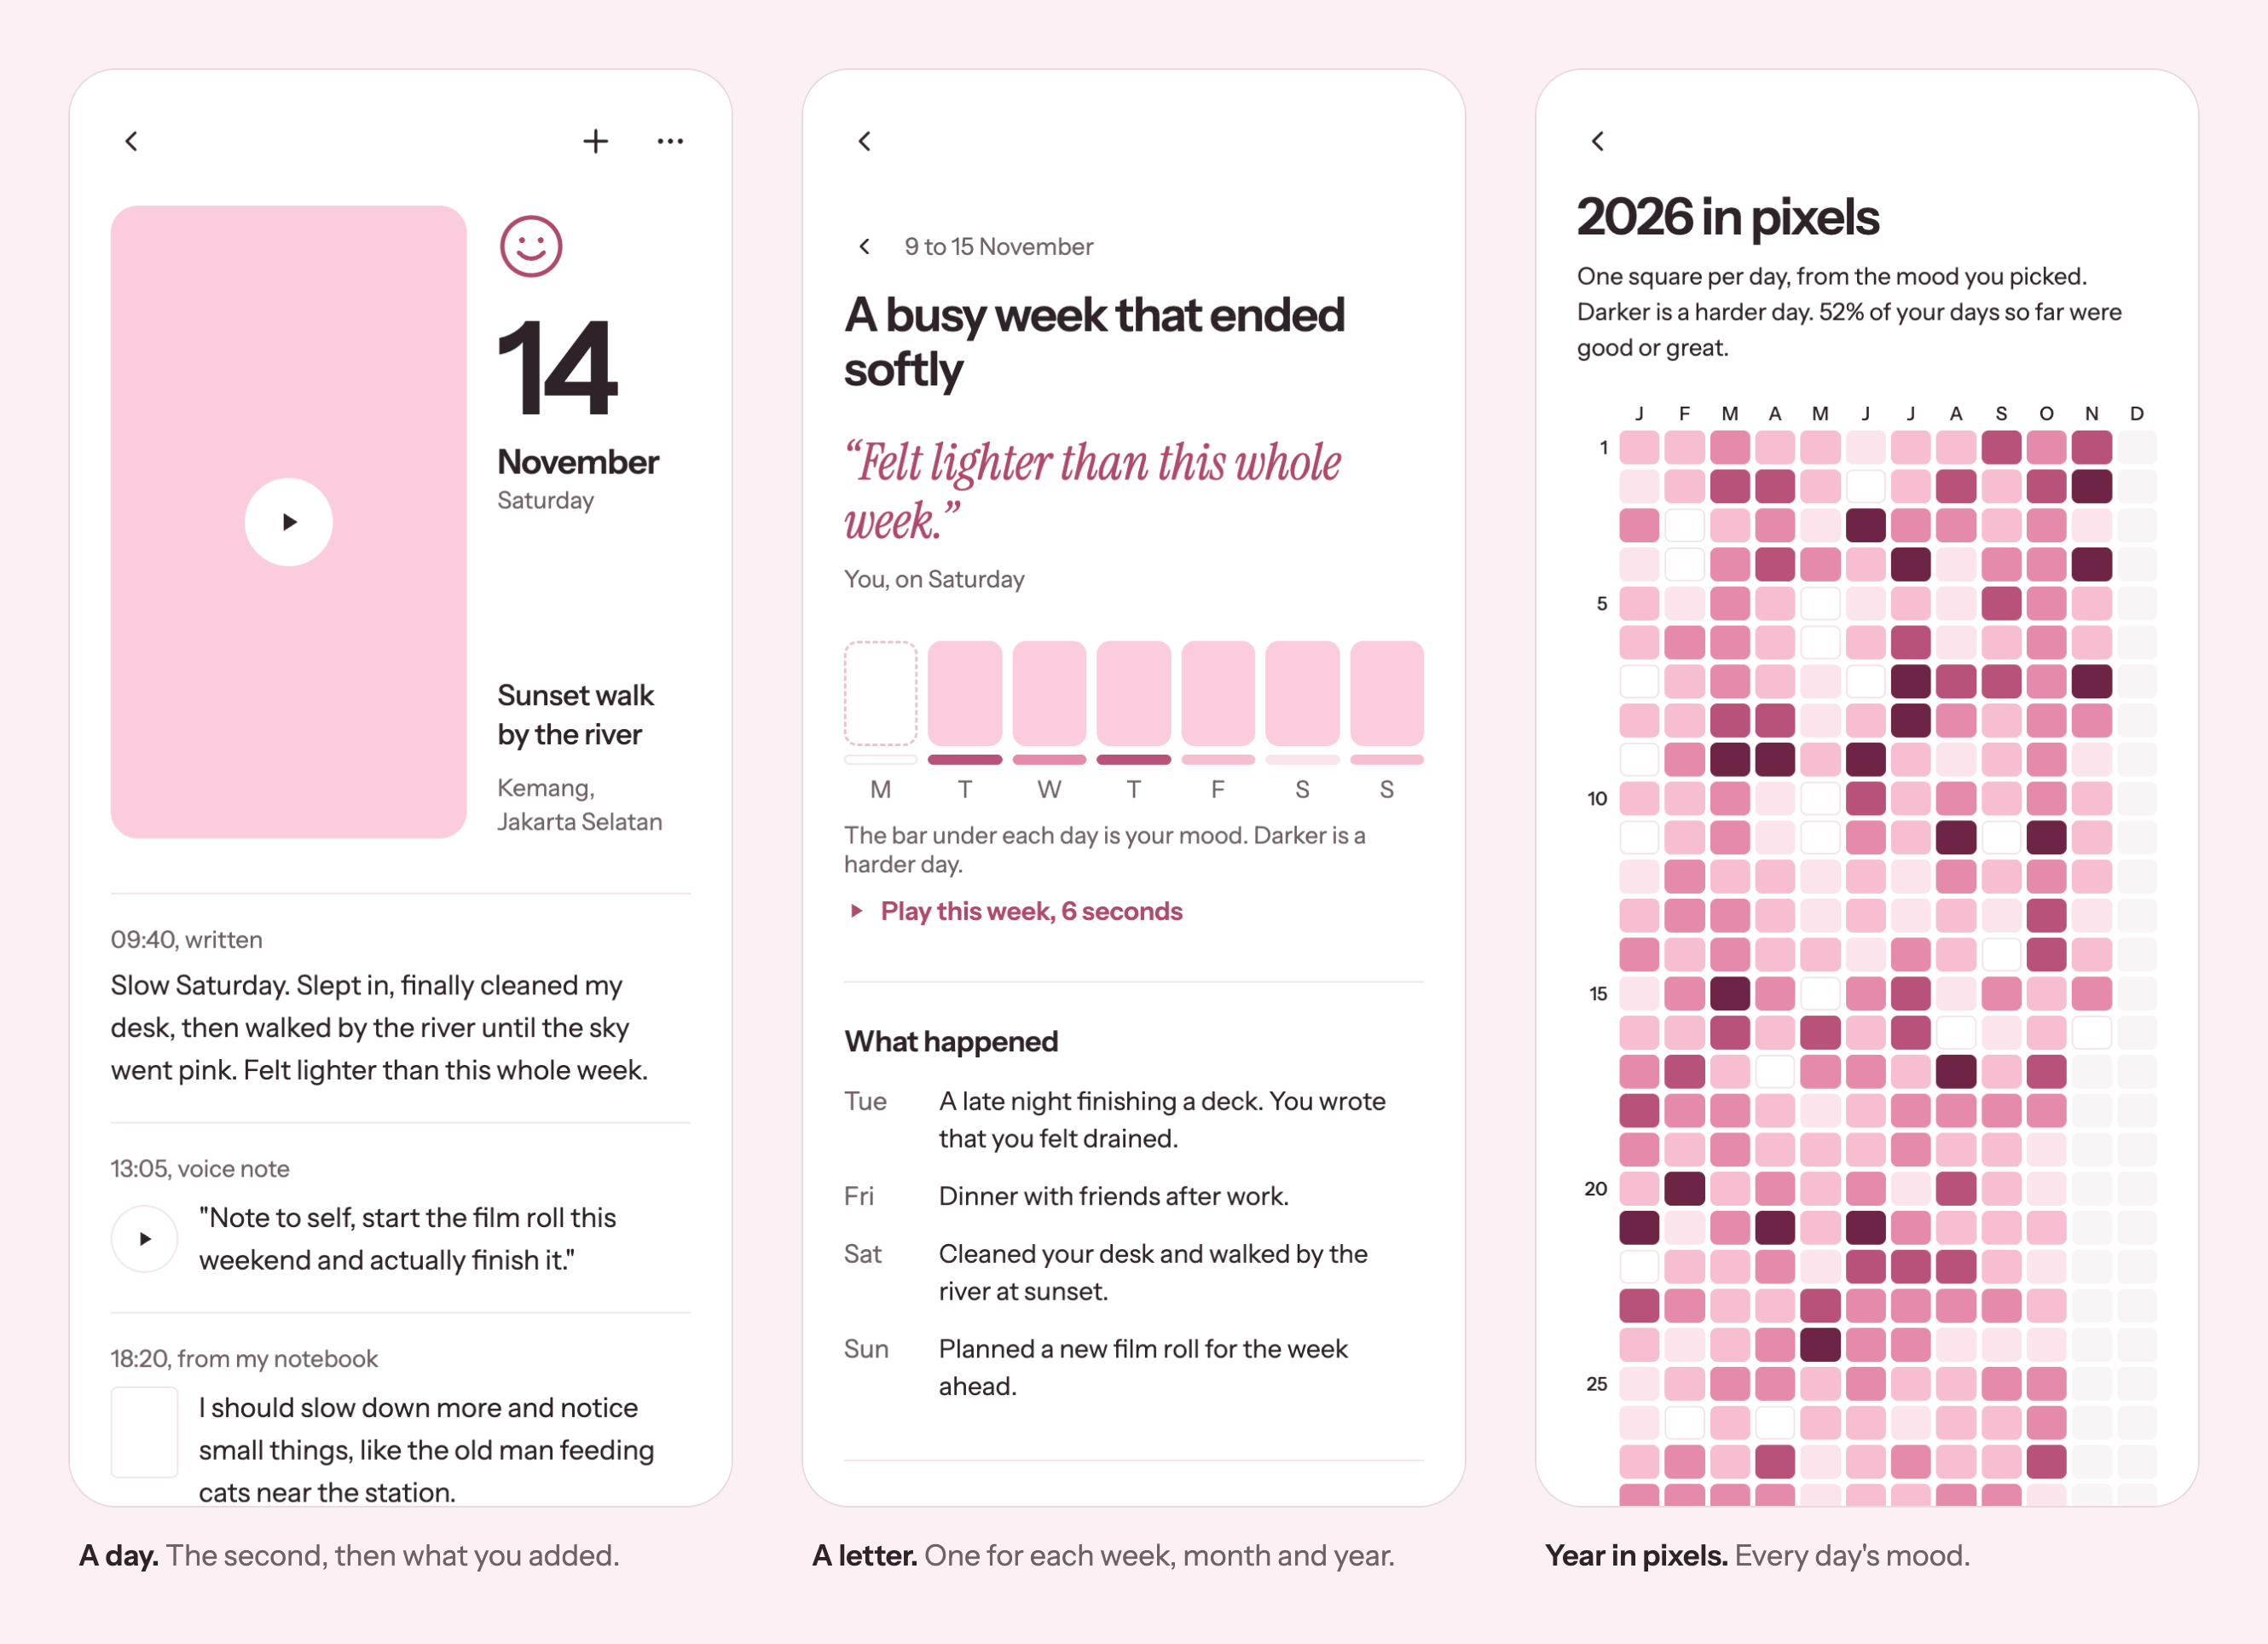 14
November
Saturday
Sunset walk
by the river
Kemang,
Jakarta Selatan
09:40, written
Slow Saturday. Slept in, finally cleaned my
desk, then walked by the river until the sky
went pink. Felt lighter than this whole week.
13:05, voice note
"Note to self, start the film roll this
weekend and actually finish it."
18:20, from my notebook
I should slow down more and notice
small things, like the old man feeding
cats near the station.
A day. The second, then what you added.
9 to 15 November
A busy week that ended
softly
“Felt lighter than this whole
week.”
You, on Saturday
M T W T F S S
The bar under each day is your mood. Darker is a
harder day.
Play this week, 6 seconds
What happened
Tue A late night finishing a deck. You wrote
that you felt drained.
Fri Dinner with friends after work.
Sat Cleaned your desk and walked by the
river at sunset.
Sun Planned a new film roll for the week
ahead.
A letter. One for each week, month and year.
2026 in pixels
One square per day, from the mood you picked.
Darker is a harder day. 52% of your days so far were
good or great.
J F M A M J J A S O N D
1
5
10
15
20
25
Year in pixels. Every day's mood.